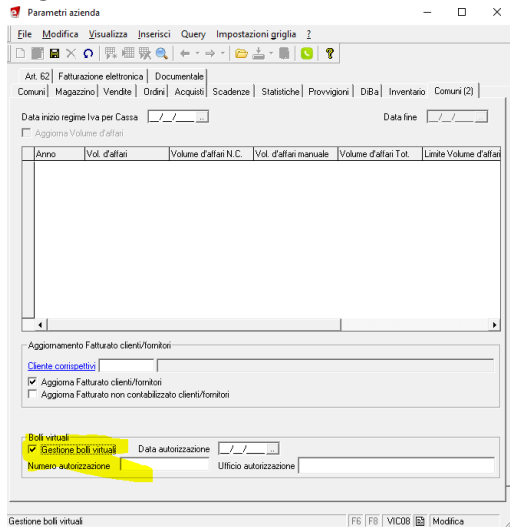 Parametri azienda
File Modifica Visualizza Inserisci Query Impostazioni griglia ?
Art. 62 Fatturazione elettronica Documentale
Comuni Magazzino Vendite Ordini Acquisti Scadenze Statistiche Provvigioni DiBa Inventario Comuni (2)
Data inizio regime Iva per Cassa __/__/____ ... Data fine __/__/____
Aggiorna Volume d'affari
Anno Vol. d'affari Volume d'affari N.C. Vol. d'affari manuale Volume d'affari Tot. Limite Volume d'affari
Aggiornamento Fatturato clienti/fornitori
Cliente corrispettivi
Aggiorna Fatturato clienti/fornitori
Aggiorna Fatturato non contabilizzato clienti/fornitori
Bolli virtuali
Gestione bolli virtuali Data autorizzazione __/__/____ ...
Numero autorizzazione Ufficio autorizzazione
Gestione bolli virtuali F6 F8 VIC08 Modifica